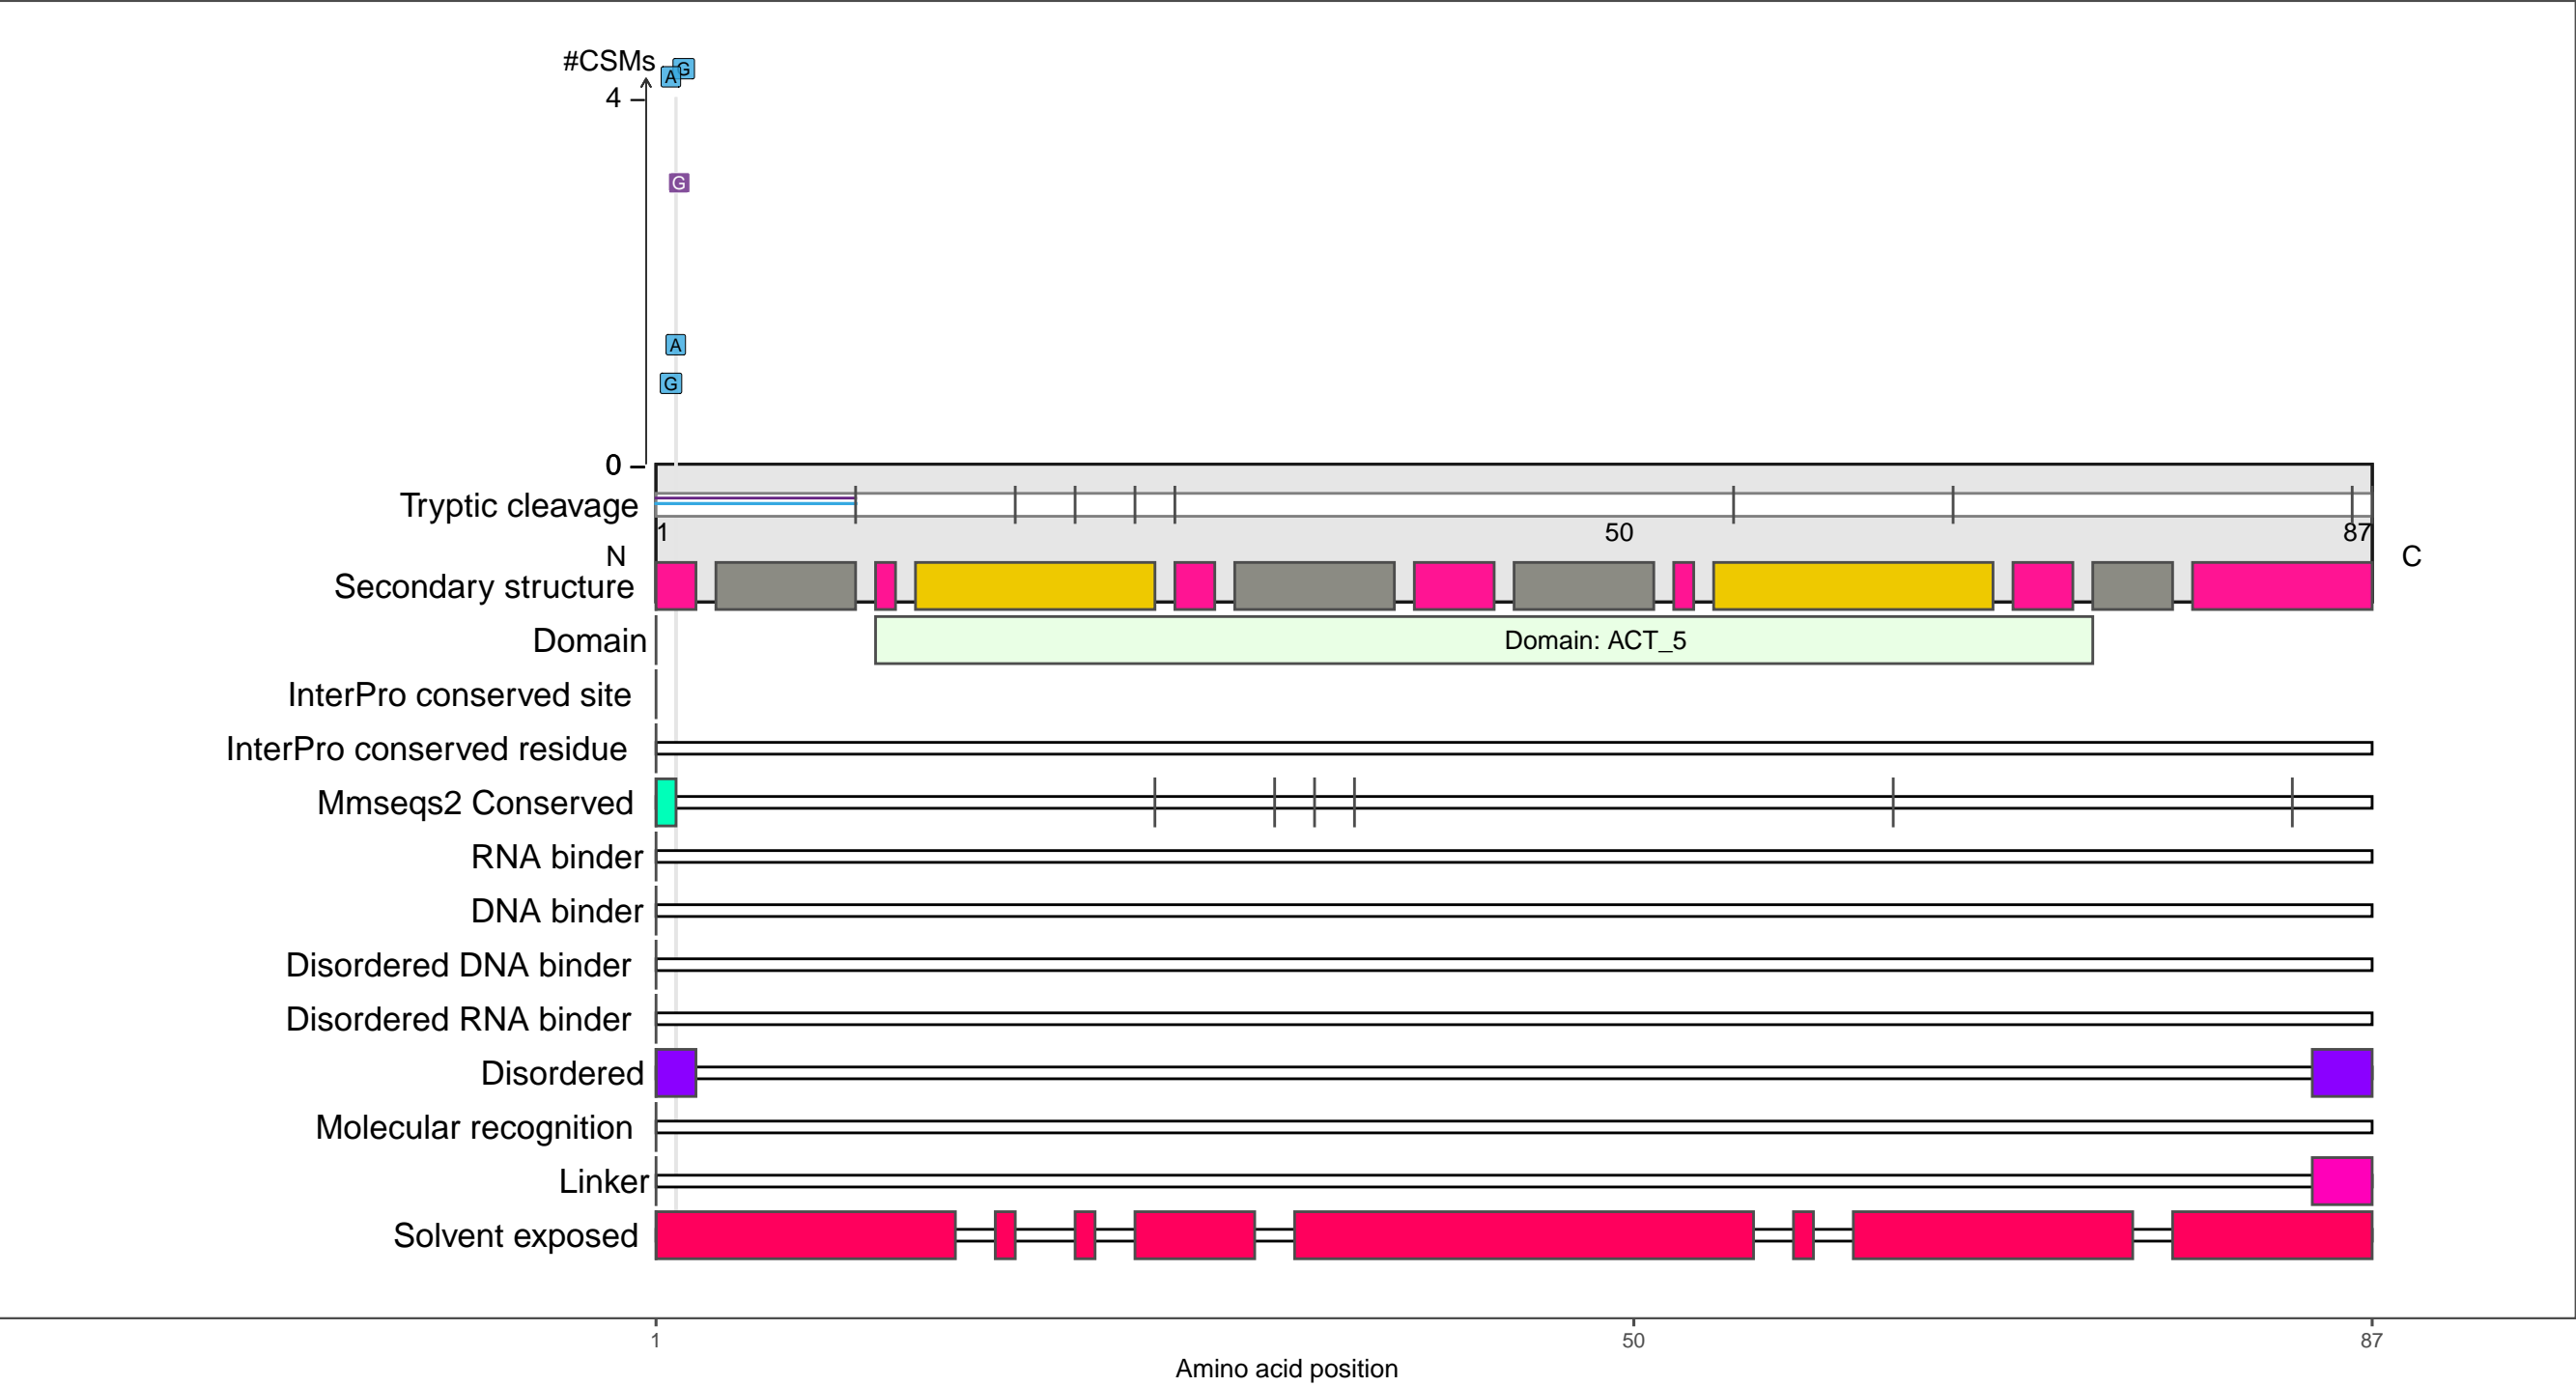 #CSMs
A
G
4
G
A
G
0
Tryptic cleavage
1
50
87
N
C
Secondary structure
Domain
Domain: ACT_5
InterPro conserved site
InterPro conserved residue
Mmseqs2 Conserved
RNA binder
DNA binder
Disordered DNA binder
Disordered RNA binder
Disordered
Molecular recognition
Linker
Solvent exposed
1
50
87
Amino acid position